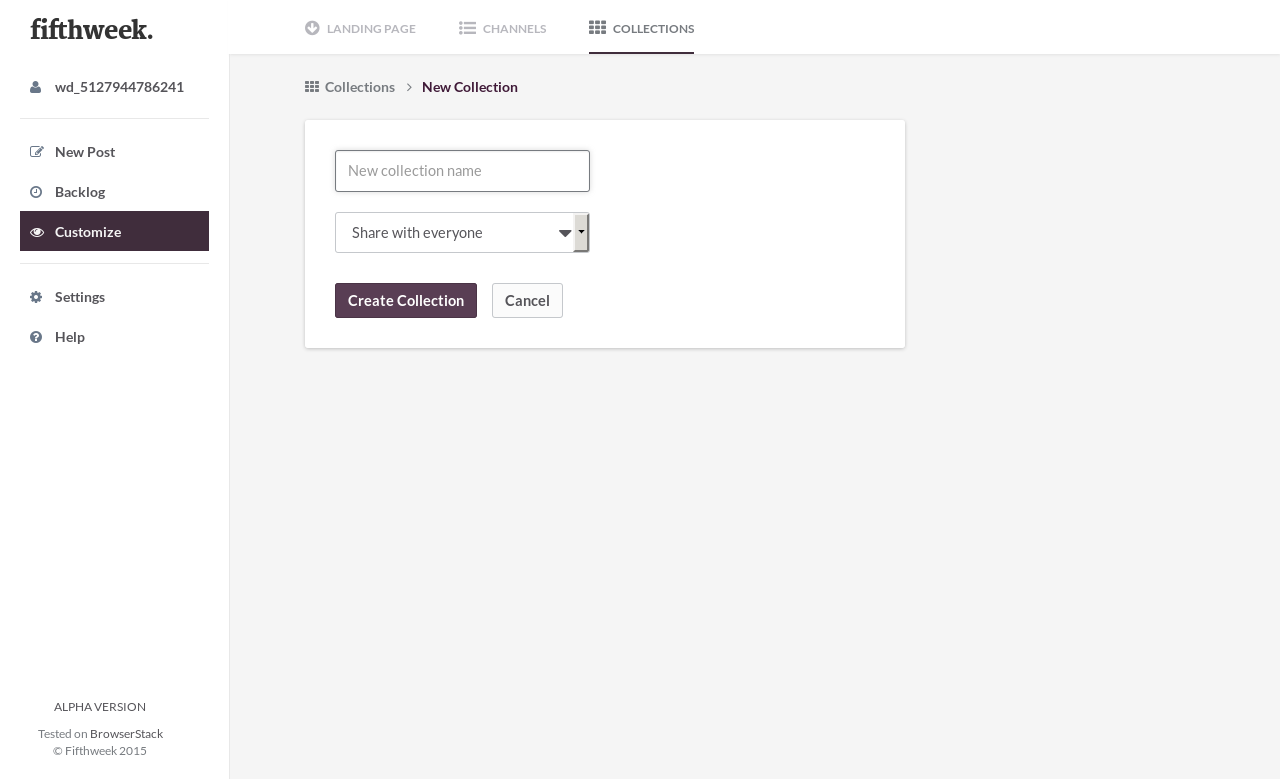 fifthweek.
LANDING PAGE
CHANNELS
COLLECTIONS
wd_5127944786241
New Post
Backlog
Customize
Settings
Help
Collections
New Collection
New collection name
Share with everyone
Create Collection
Cancel
ALPHA VERSION
Tested on BrowserStack
© Fifthweek 2015